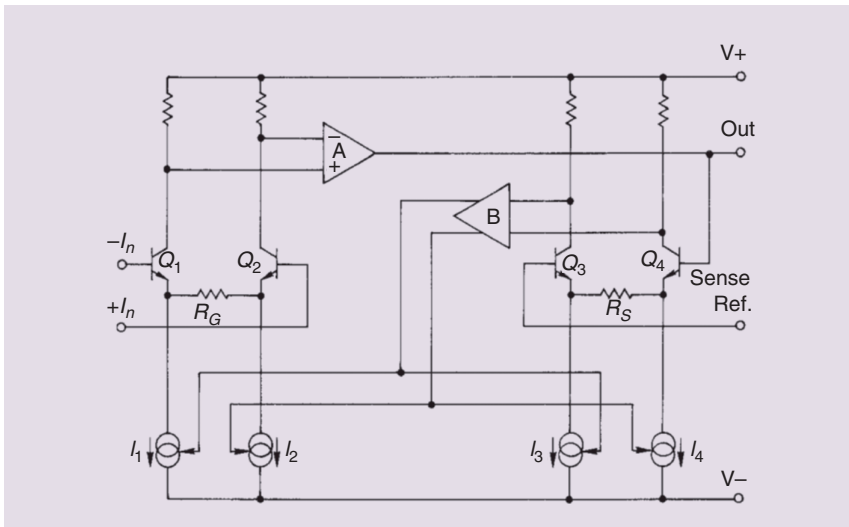 V+
Out
A
−
+
B
−In
Q1
Q2
Q3
Q4
Sense
+In
RG
RS
Ref.
I1
I2
I3
I4
V−